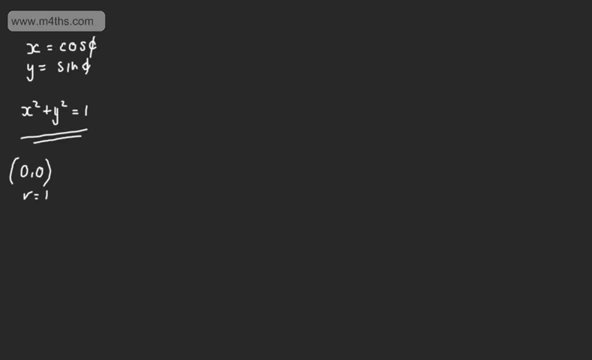 www.m4ths.com
x = cosϕ
y = sinϕ
x² + y² = 1
(0,0)
r = 1